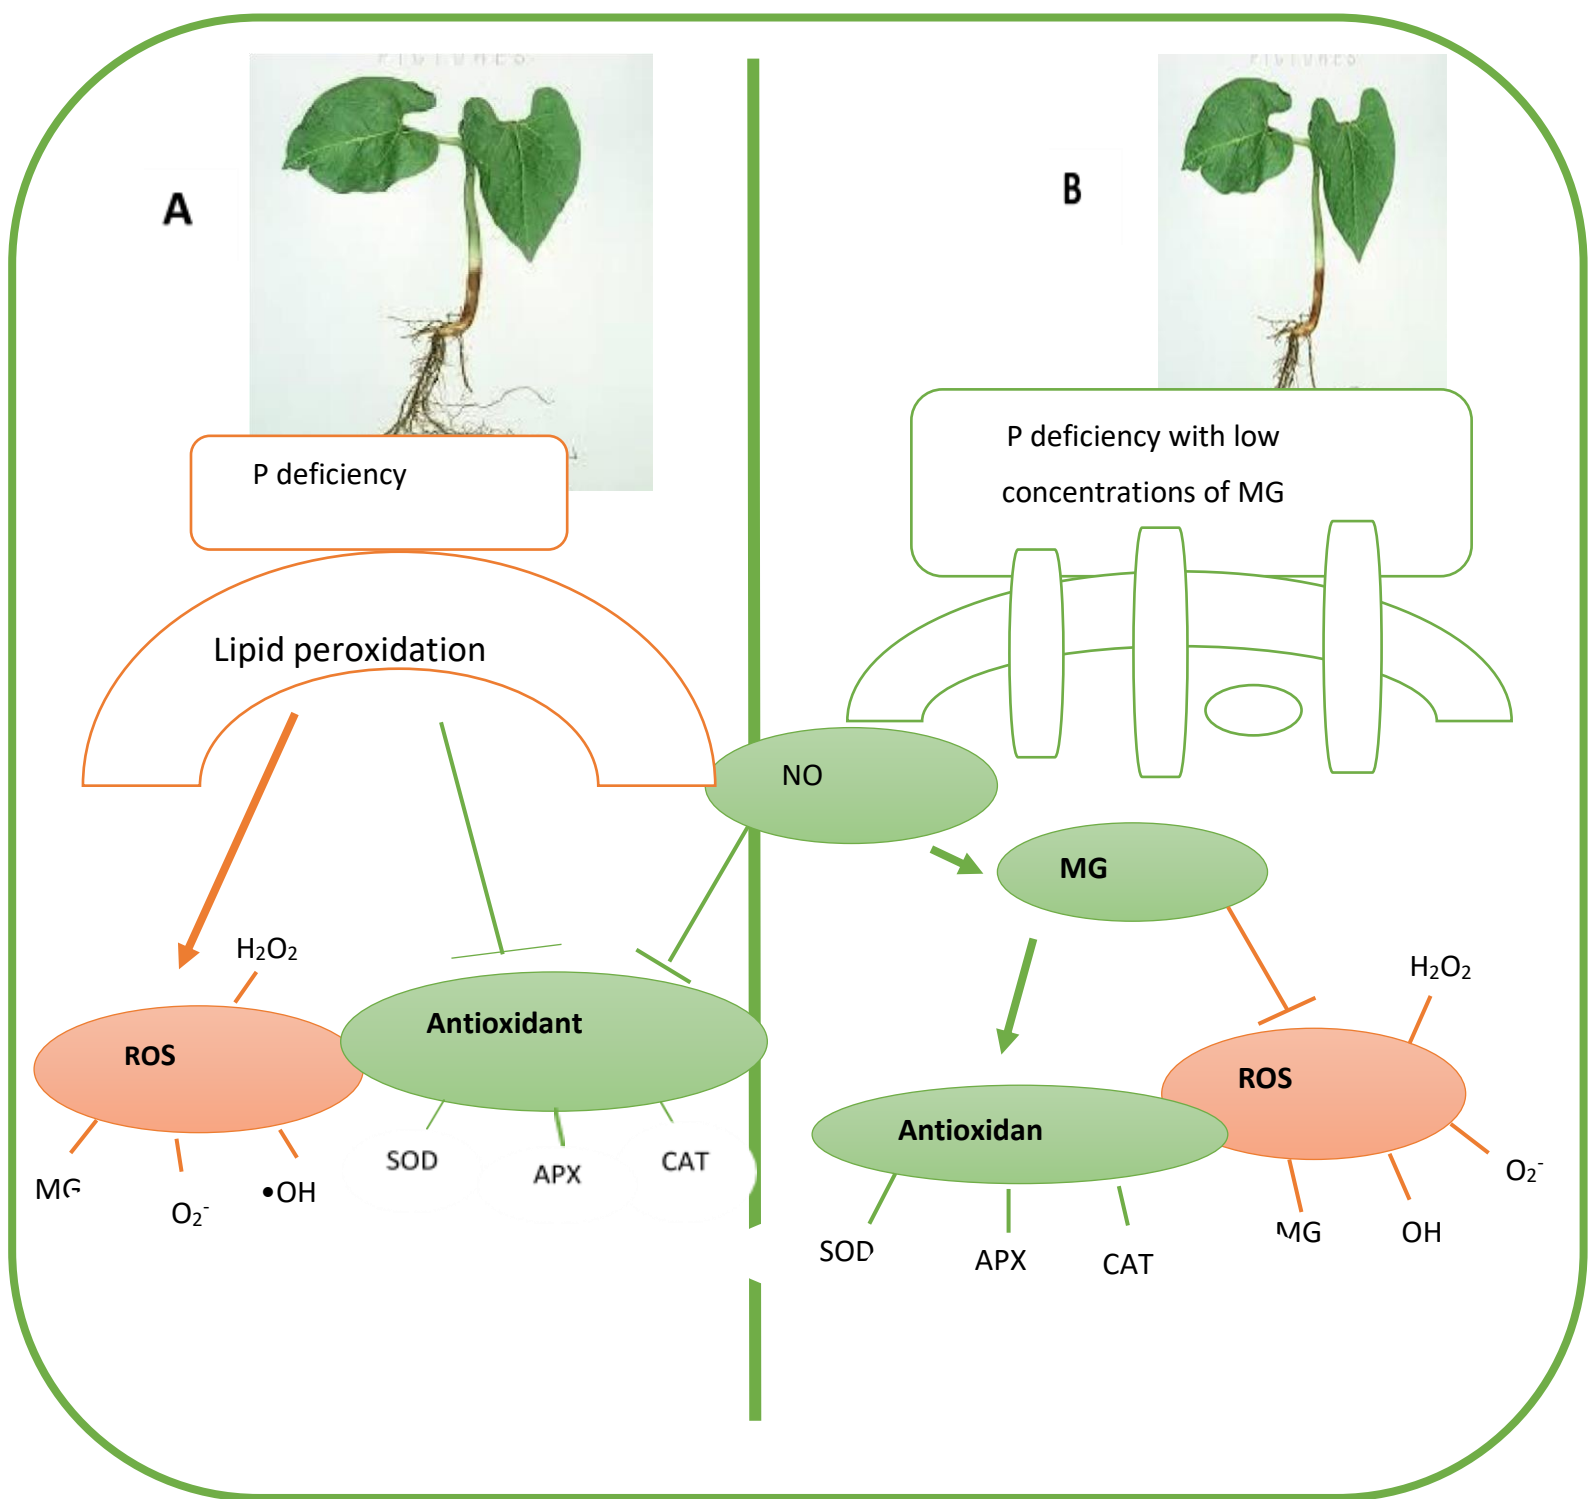 A
B
P deficiency
P deficiency with low
concentrations of MG
Lipid peroxidation
NO
MG
H₂O₂
H₂O₂
Antioxidant
ROS
ROS
Antioxidan
SOD
APX
CAT
MG
O₂⁻
•OH
O₂⁻
SOD
APX
CAT
MG
OH